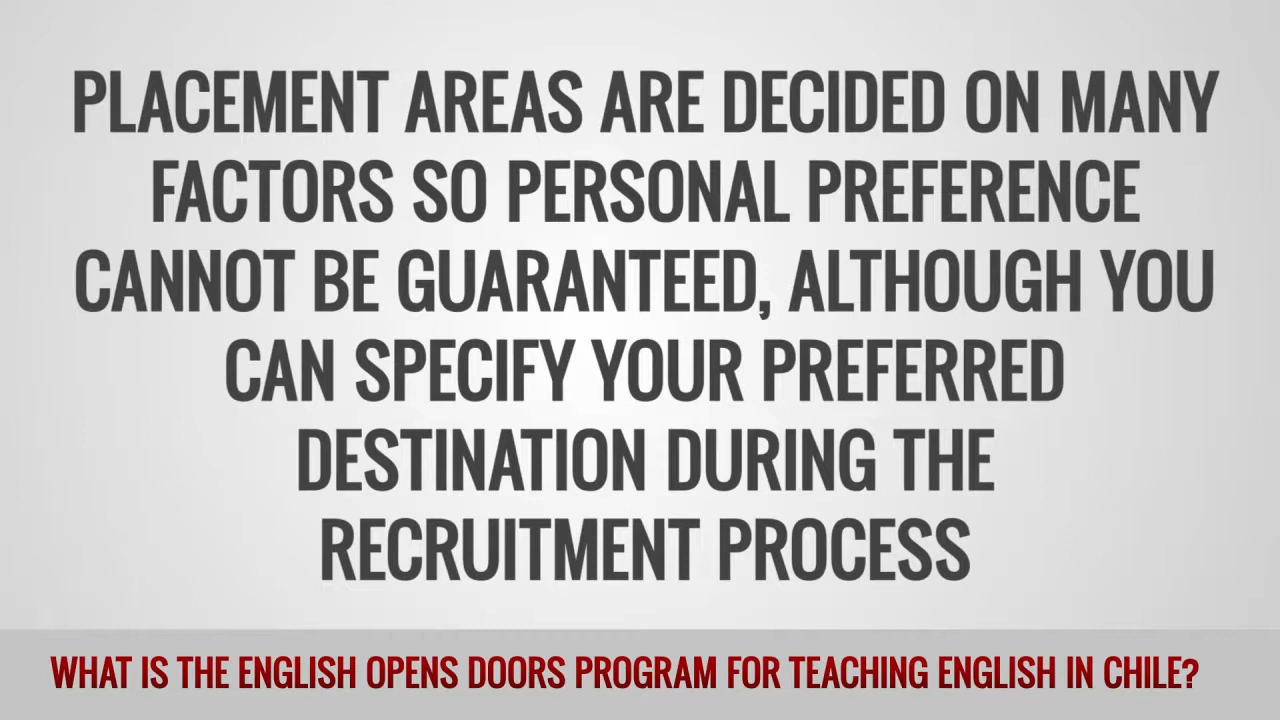 PLACEMENT AREAS ARE DECIDED ON MANY
FACTORS SO PERSONAL PREFERENCE
CANNOT BE GUARANTEED, ALTHOUGH YOU
CAN SPECIFY YOUR PREFERRED
DESTINATION DURING THE
RECRUITMENT PROCESS
WHAT IS THE ENGLISH OPENS DOORS PROGRAM FOR TEACHING ENGLISH IN CHILE?